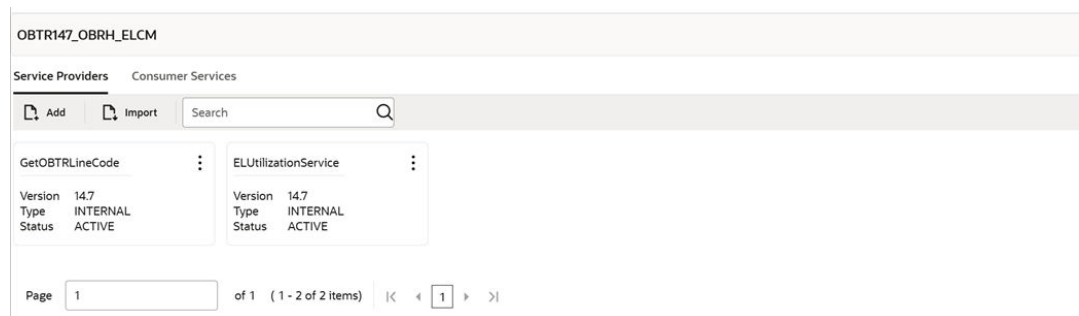 OBTR147_OBRH_ELCM
Service Providers Consumer Services
Add Import Search
GetOBTRLineCode ELUtilizationService
Version 14.7 Version 14.7
Type INTERNAL Type INTERNAL
Status ACTIVE Status ACTIVE
Page 1 of 1 ( 1 - 2 of 2 items) 1